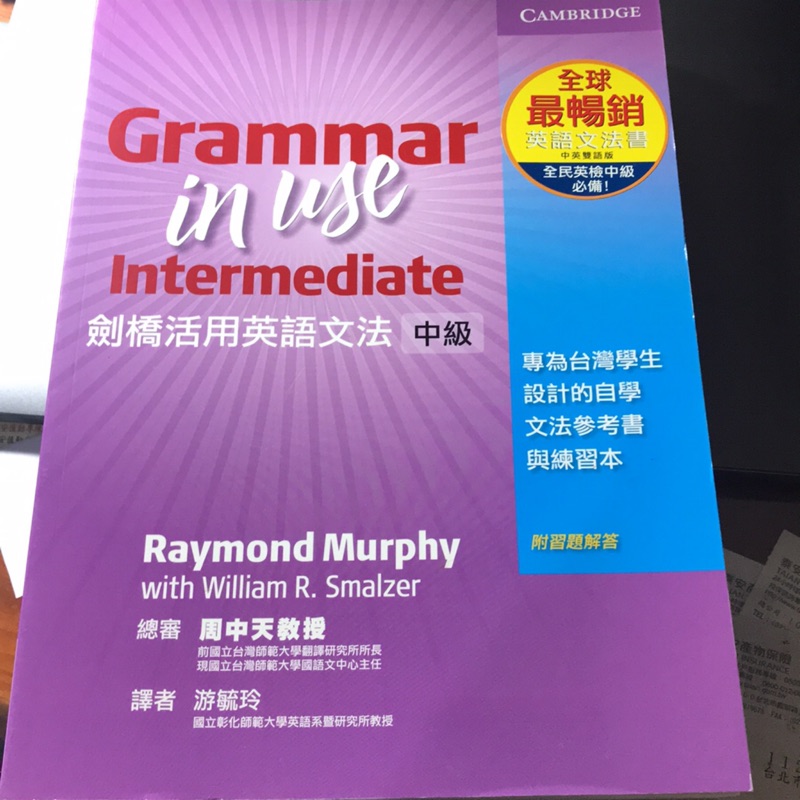 CAMBRIDGE
全球
最暢銷
英語文法書
中英雙語版
全民英檢中級
必備!
Grammar
in use
Intermediate
劍橋活用英語文法 中級
專為台灣學生
設計的自學
文法參考書
與練習本
附習題解答
Raymond Murphy
with William R. Smalzer
總審 周中天教授
前國立台灣師範大學翻譯研究所所長
現國立台灣師範大學國語文中心主任
譯者 游毓玲
國立彰化師範大學英語系暨研究所教授
產物保險
INSURANCE